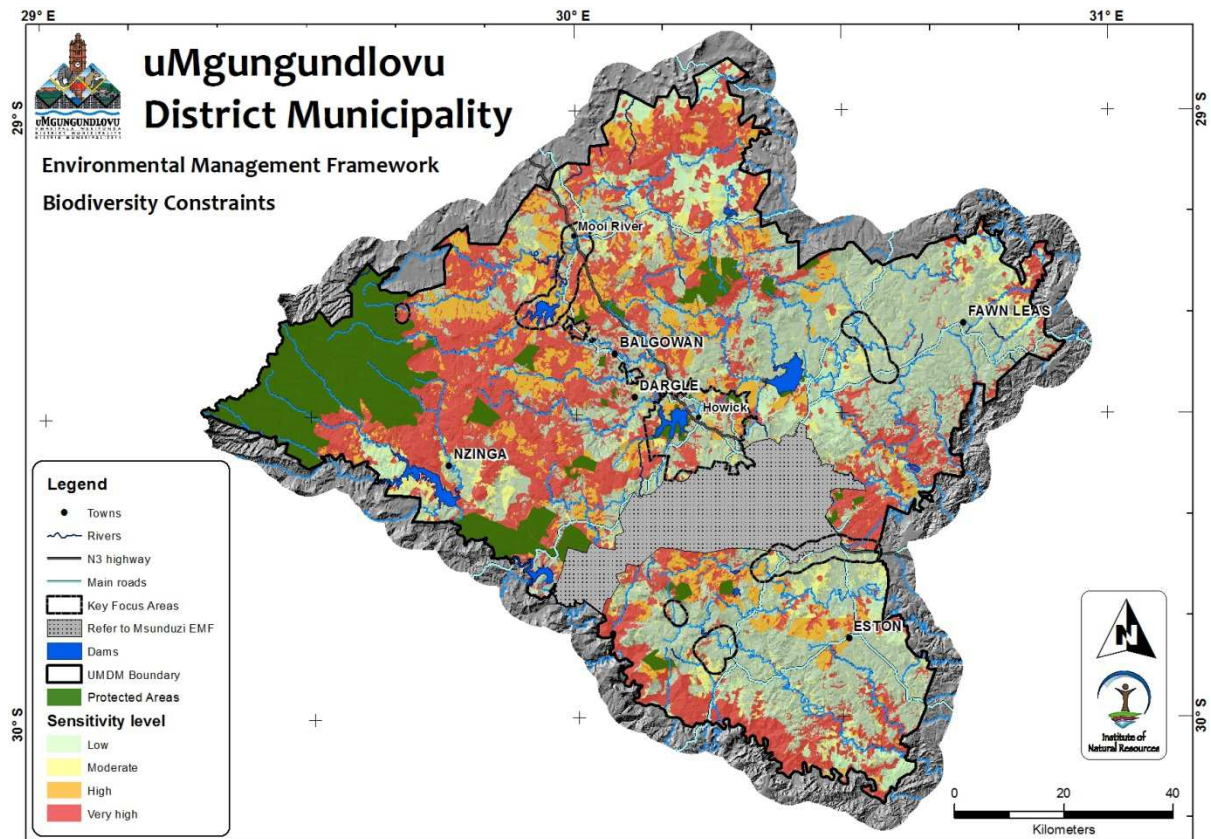 29° E
30° E
31° E
uMgungundlovu
District Municipality
Environmental Management Framework
Biodiversity Constraints
uMGUNGUNDLOVU
29° S
29° S
Mooi River
FAWN LEAS
BALGOWAN
DARGLE
Howick
NZINGA
ESTON
Legend
Towns
Rivers
N3 highway
Main roads
Key Focus Areas
Refer to Msunduzi EMF
Dams
UMDM Boundary
Protected Areas
Sensitivity level
Low
Moderate
High
Very high
30° S
30° S
N
Institute of
Natural Resources
0 20 40
Kilometers